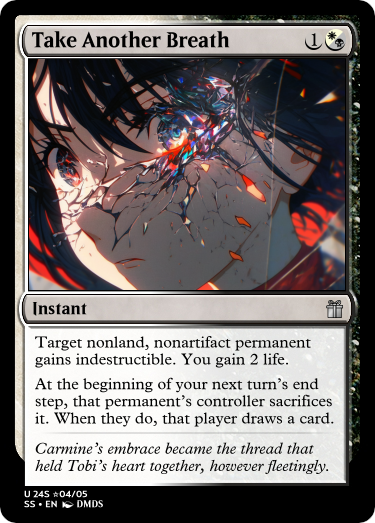 Take Another Breath 1
Instant
Target nonland, nonartifact permanent
gains indestructible. You gain 2 life.
At the beginning of your next turn's end
step, that permanent's controller sacrifices
it. When they do, that player draws a card.
Carmine's embrace became the thread that
held Tobi's heart together, however fleetingly.
U 245 ☆04/05
SS • EN DMDS